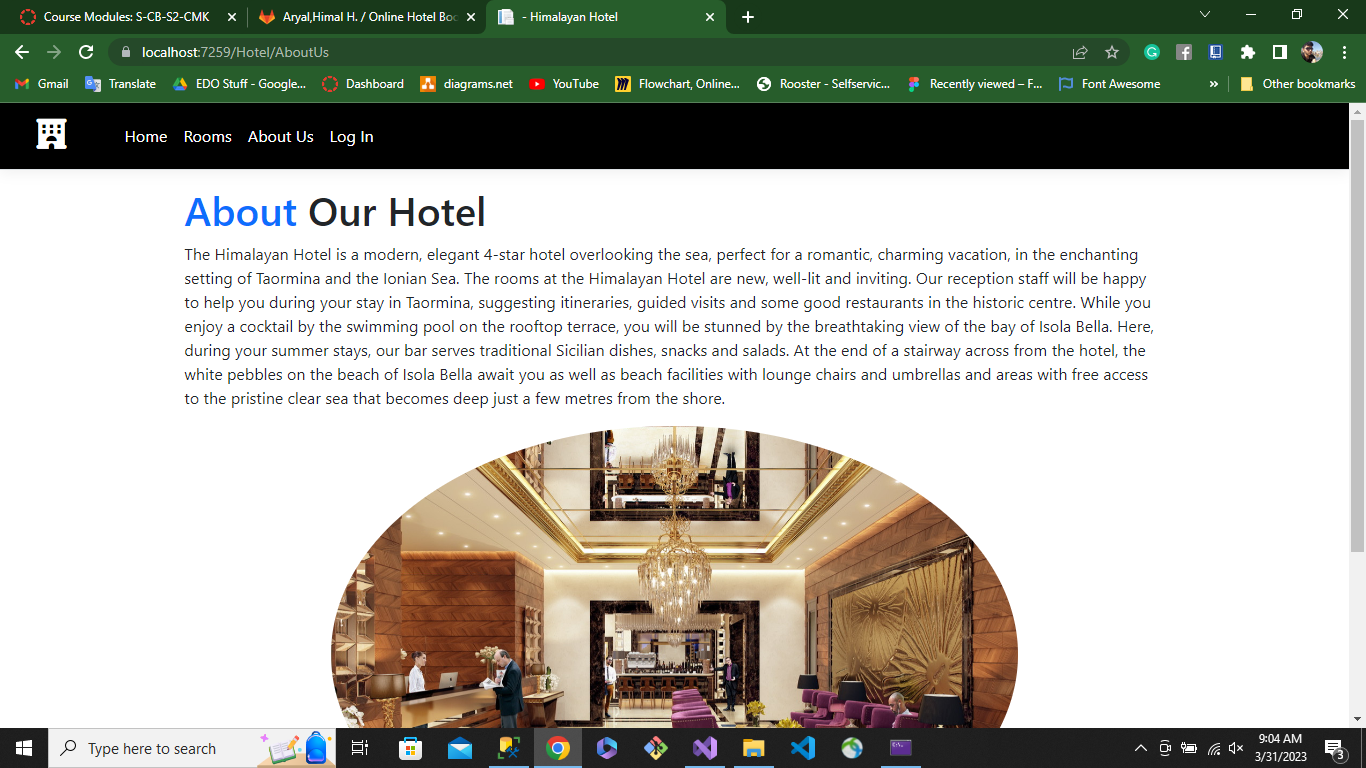 Course Modules: S-CB-S2-CMK
Aryal,Himal H. / Online Hotel Boo
- Himalayan Hotel
localhost:7259/Hotel/AboutUs
Gmail
Translate
EDO Stuff - Google...
Dashboard
diagrams.net
YouTube
Flowchart, Online...
Rooster - Selfservic...
Recently viewed – F...
Font Awesome
»
Other bookmarks
Home
Rooms
About Us
Log In
About Our Hotel
The Himalayan Hotel is a modern, elegant 4-star hotel overlooking the sea, perfect for a romantic, charming vacation, in the enchanting
setting of Taormina and the Ionian Sea. The rooms at the Himalayan Hotel are new, well-lit and inviting. Our reception staff will be happy
to help you during your stay in Taormina, suggesting itineraries, guided visits and some good restaurants in the historic centre. While you
enjoy a cocktail by the swimming pool on the rooftop terrace, you will be stunned by the breathtaking view of the bay of Isola Bella. Here,
during your summer stays, our bar serves traditional Sicilian dishes, snacks and salads. At the end of a stairway across from the hotel, the
white pebbles on the beach of Isola Bella await you as well as beach facilities with lounge chairs and umbrellas and areas with free access
to the pristine clear sea that becomes deep just a few metres from the shore.
Type here to search
9:04 AM
3/31/2023
3